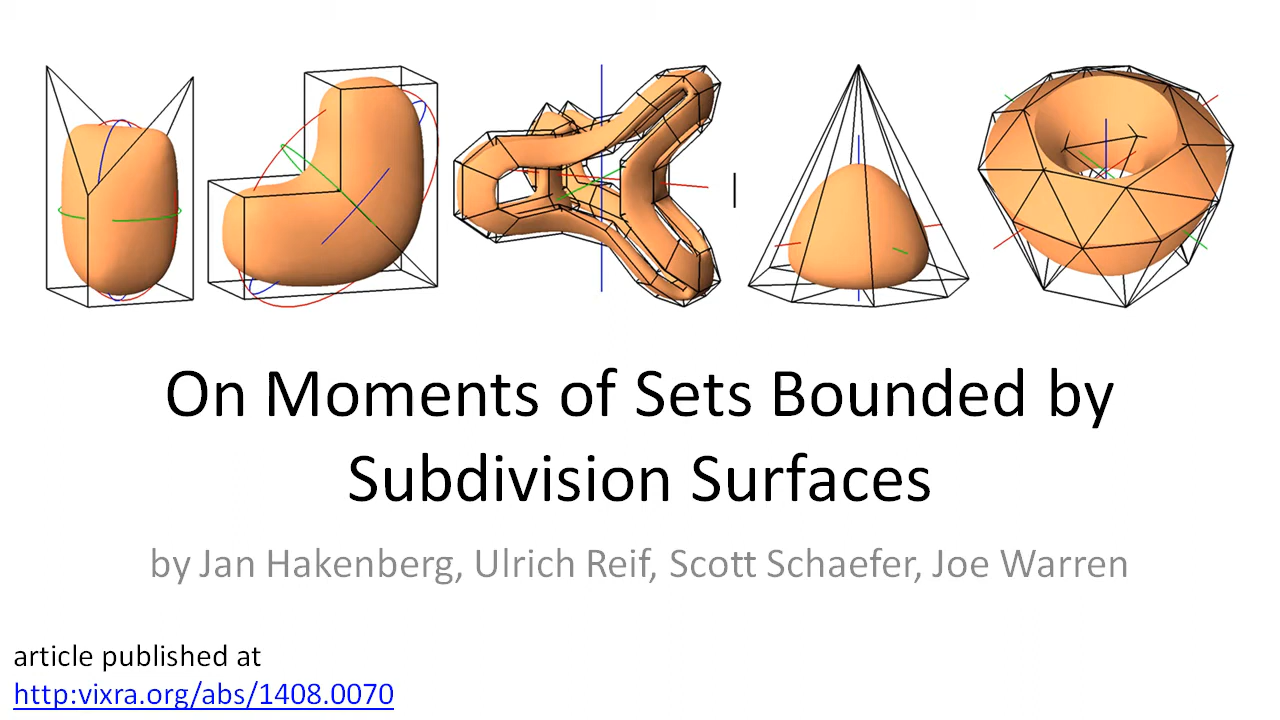 On Moments of Sets Bounded by
Subdivision Surfaces
by Jan Hakenberg, Ulrich Reif, Scott Schaefer, Joe Warren
article published at
http:vixra.org/abs/1408.0070